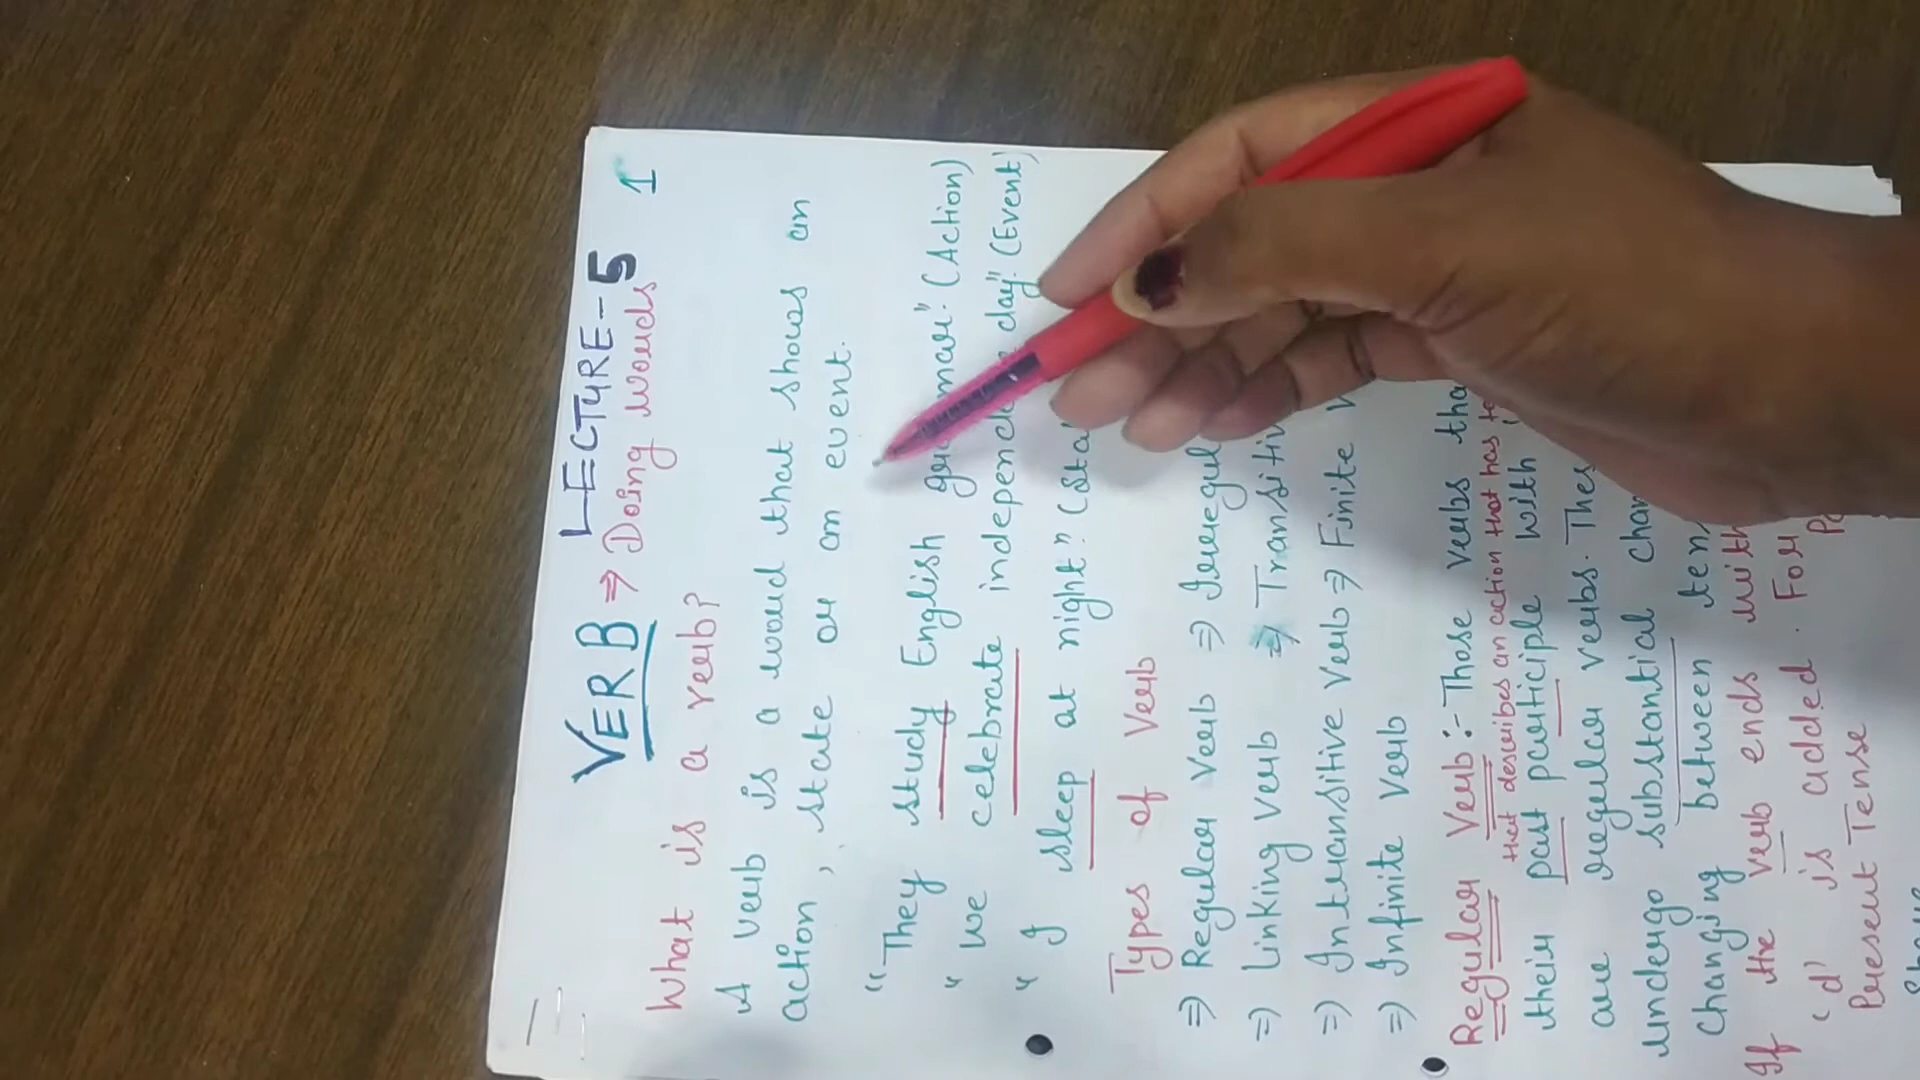 LECTURE-5
1
VERB ⇒ Doing words
What is a verb?
A verb is a word that shows an
action, state or an event.
"They study English grammar". (Action)
"We celebrate independence day". (Event)
"I sleep at night." (Sta
Types of Verb
⇒ Regular Verb ⇒ Irregul
⇒ Linking Verb ⇒ Transitiv
⇒ Intransitive Verb ⇒ Finite V
⇒ Infinite Verb
Regular Verb :- Those verbs tha
that describes an action that has
their past participle with
are regular verbs. Thes
undergo substantial chan
changing between ten
If the verb ends with
'd' is added. For
Present Tense